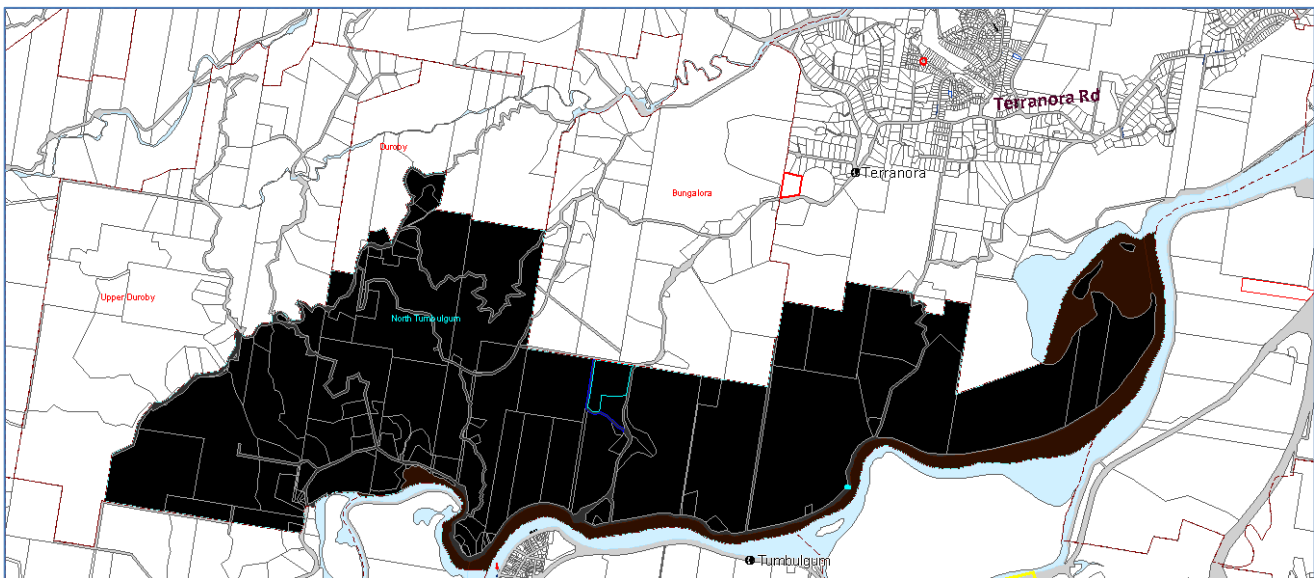 Terranora Rd
Duroby
Terranora
Bungalora
Upper Duroby
North Tumbulgum
Tumbulgum